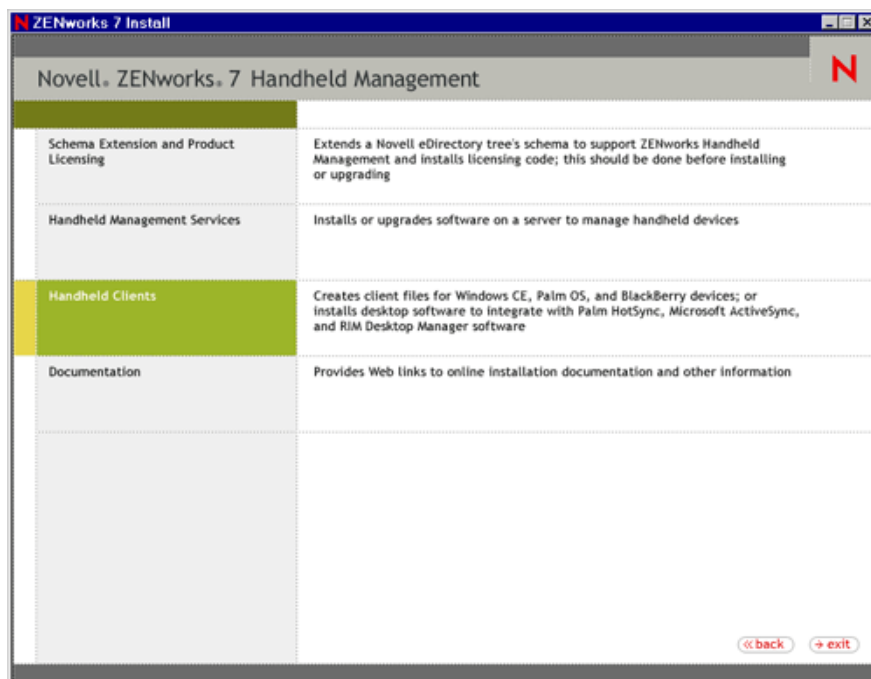 ZENworks 7 Install
Novell® ZENworks® 7 Handheld Management
N
Schema Extension and Product
Licensing
Extends a Novell eDirectory tree's schema to support ZENworks Handheld
Management and installs licensing code; this should be done before installing
or upgrading
Handheld Management Services
Installs or upgrades software on a server to manage handheld devices
Handheld Clients
Creates client files for Windows CE, Palm OS, and BlackBerry devices; or
installs desktop software to integrate with Palm HotSync, Microsoft ActiveSync,
and RIM Desktop Manager software
Documentation
Provides Web links to online installation documentation and other information
«back
→ exit